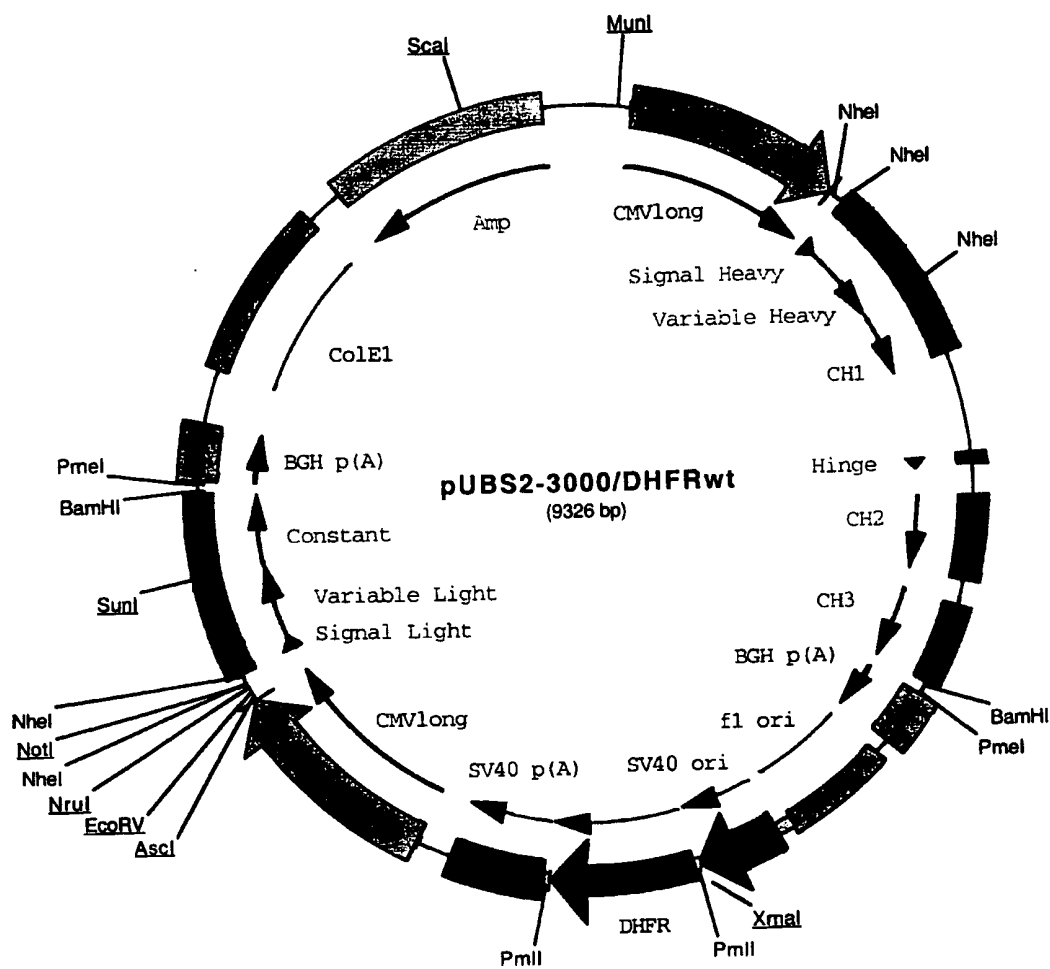 MunI
ScaI
NheI
NheI
NheI
Amp
CMVlong
Signal Heavy
Variable Heavy
CH1
ColE1
PmeI
BamHI
BGH p(A)
pUBS2-3000/DHFRwt
(9326 bp)
Hinge
CH2
Constant
SunI
Variable Light
Signal Light
CH3
BGH p(A)
BamHI
PmeI
f1 ori
CMVlong
SV40 ori
SV40 p(A)
NheI
NotI
NheI
NruI
EcoRV
AscI
XmaI
DHFR
PmlI
PmlI